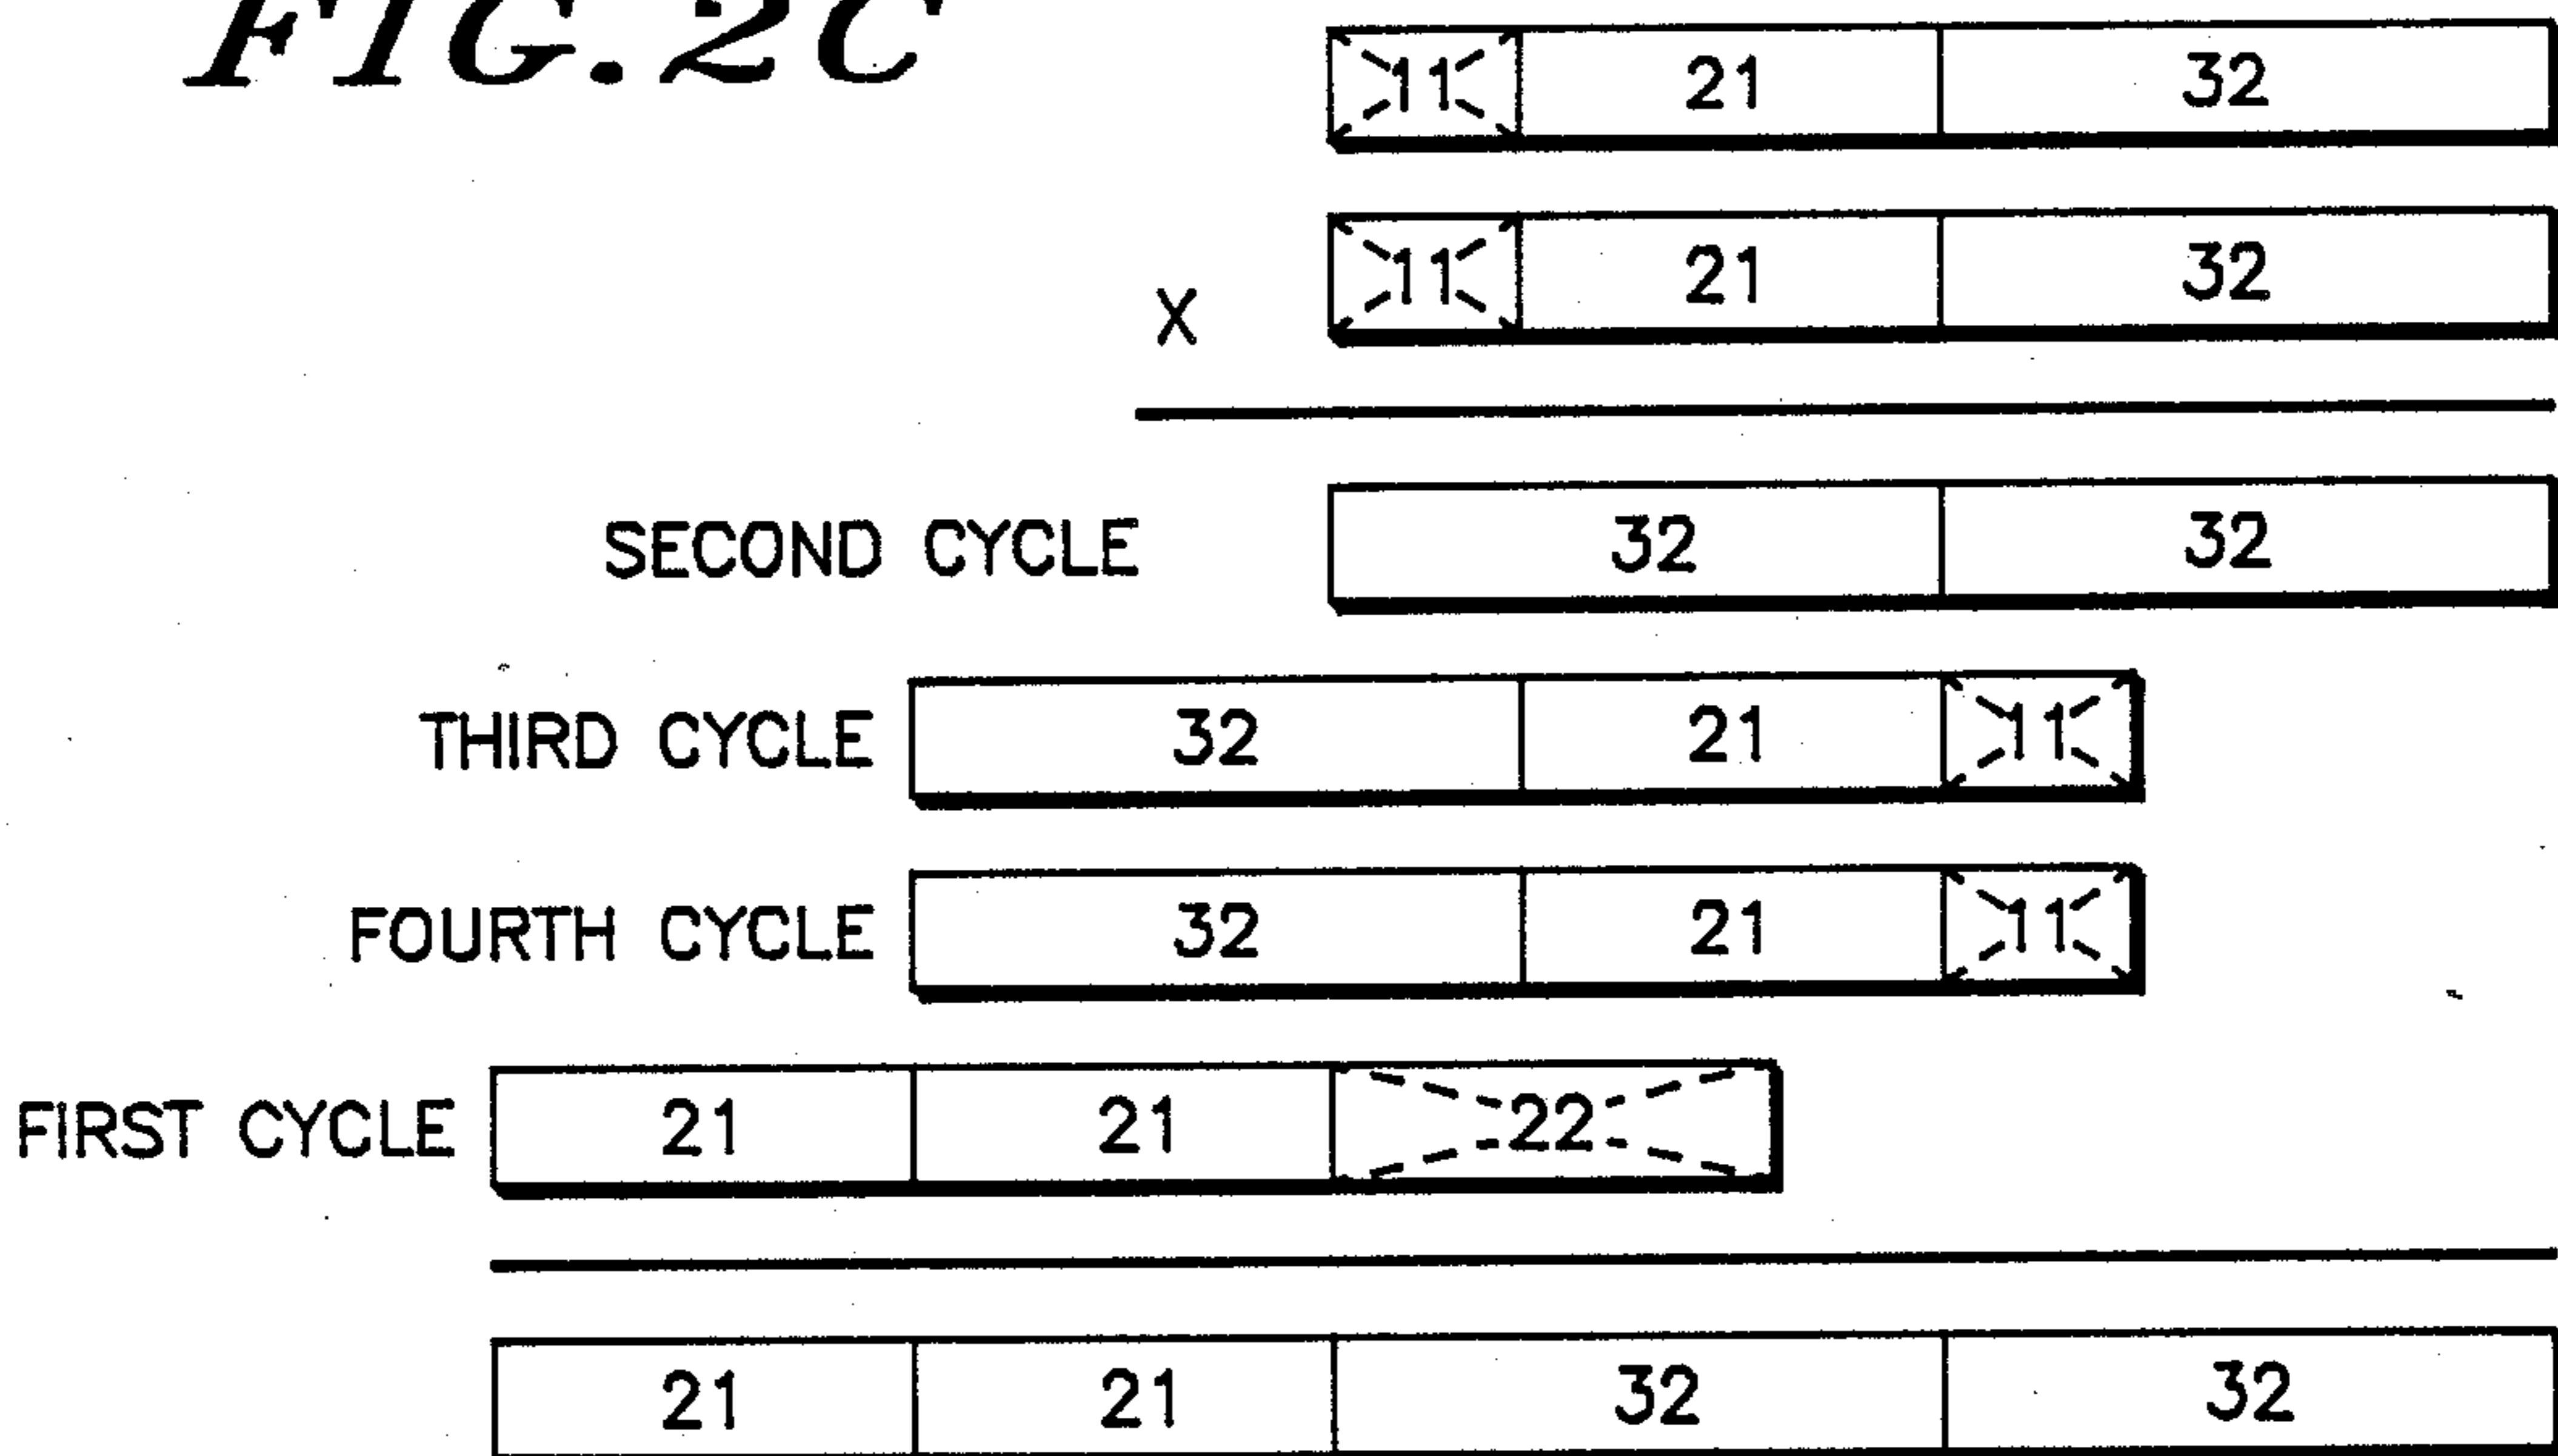 FIG. 2C
11 21 32
X 11 21 32
SECOND CYCLE 32 32
THIRD CYCLE 32 21 11
FOURTH CYCLE 32 21 11
FIRST CYCLE 21 21 22
21 21 32 32